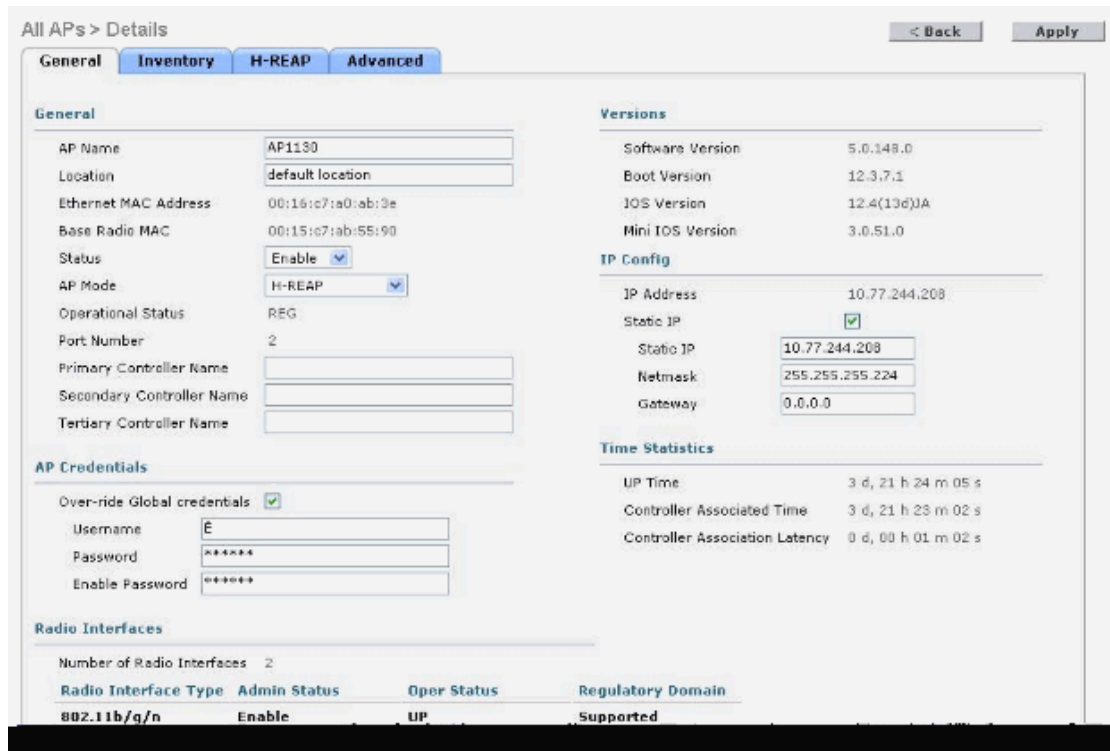 All APs > Details
< Back
Apply
General
Inventory
H-REAP
Advanced
General
AP Name
AP1130
Location
default location
Ethernet MAC Address
00:16:c7:a0:ab:3e
Base Radio MAC
00:15:c7:ab:55:90
Status
Enable
AP Mode
H-REAP
Operational Status
REG
Port Number
2
Primary Controller Name
Secondary Controller Name
Tertiary Controller Name
AP Credentials
Over-ride Global credentials
Username
È
Password
******
Enable Password
******
Radio Interfaces
Number of Radio Interfaces 2
Radio Interface Type Admin Status Oper Status Regulatory Domain
802.11b/g/n Enable UP Supported
Versions
Software Version
5.0.148.0
Boot Version
12.3.7.1
IOS Version
12.4(13d)JA
Mini IOS Version
3.0.51.0
IP Config
IP Address
10.77.244.208
Static IP
Static IP
10.77.244.208
Netmask
255.255.255.224
Gateway
0.0.0.0
Time Statistics
UP Time
3 d, 21 h 24 m 05 s
Controller Associated Time
3 d, 21 h 23 m 02 s
Controller Association Latency
0 d, 00 h 01 m 02 s